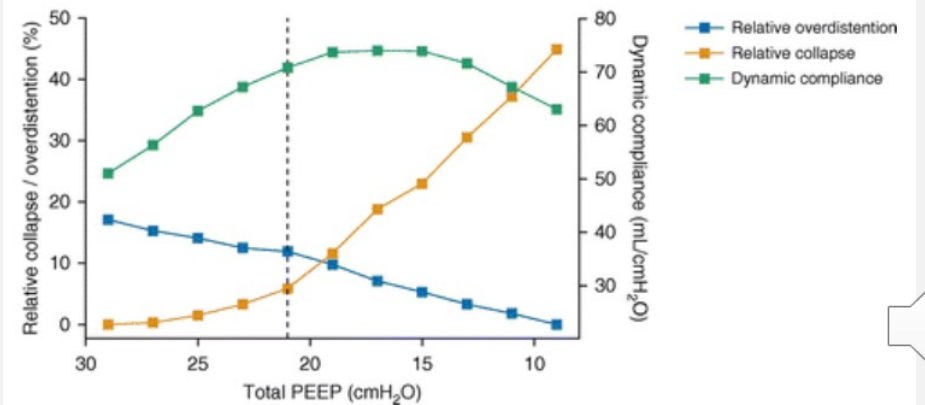 Relative collapse / overdistention (%)
50
40
30
20
10
0
80
70
60
50
40
30
Dynamic compliance (mL/cmH₂O)
30
25
20
15
10
Total PEEP (cmH₂O)
Relative overdistention
Relative collapse
Dynamic compliance